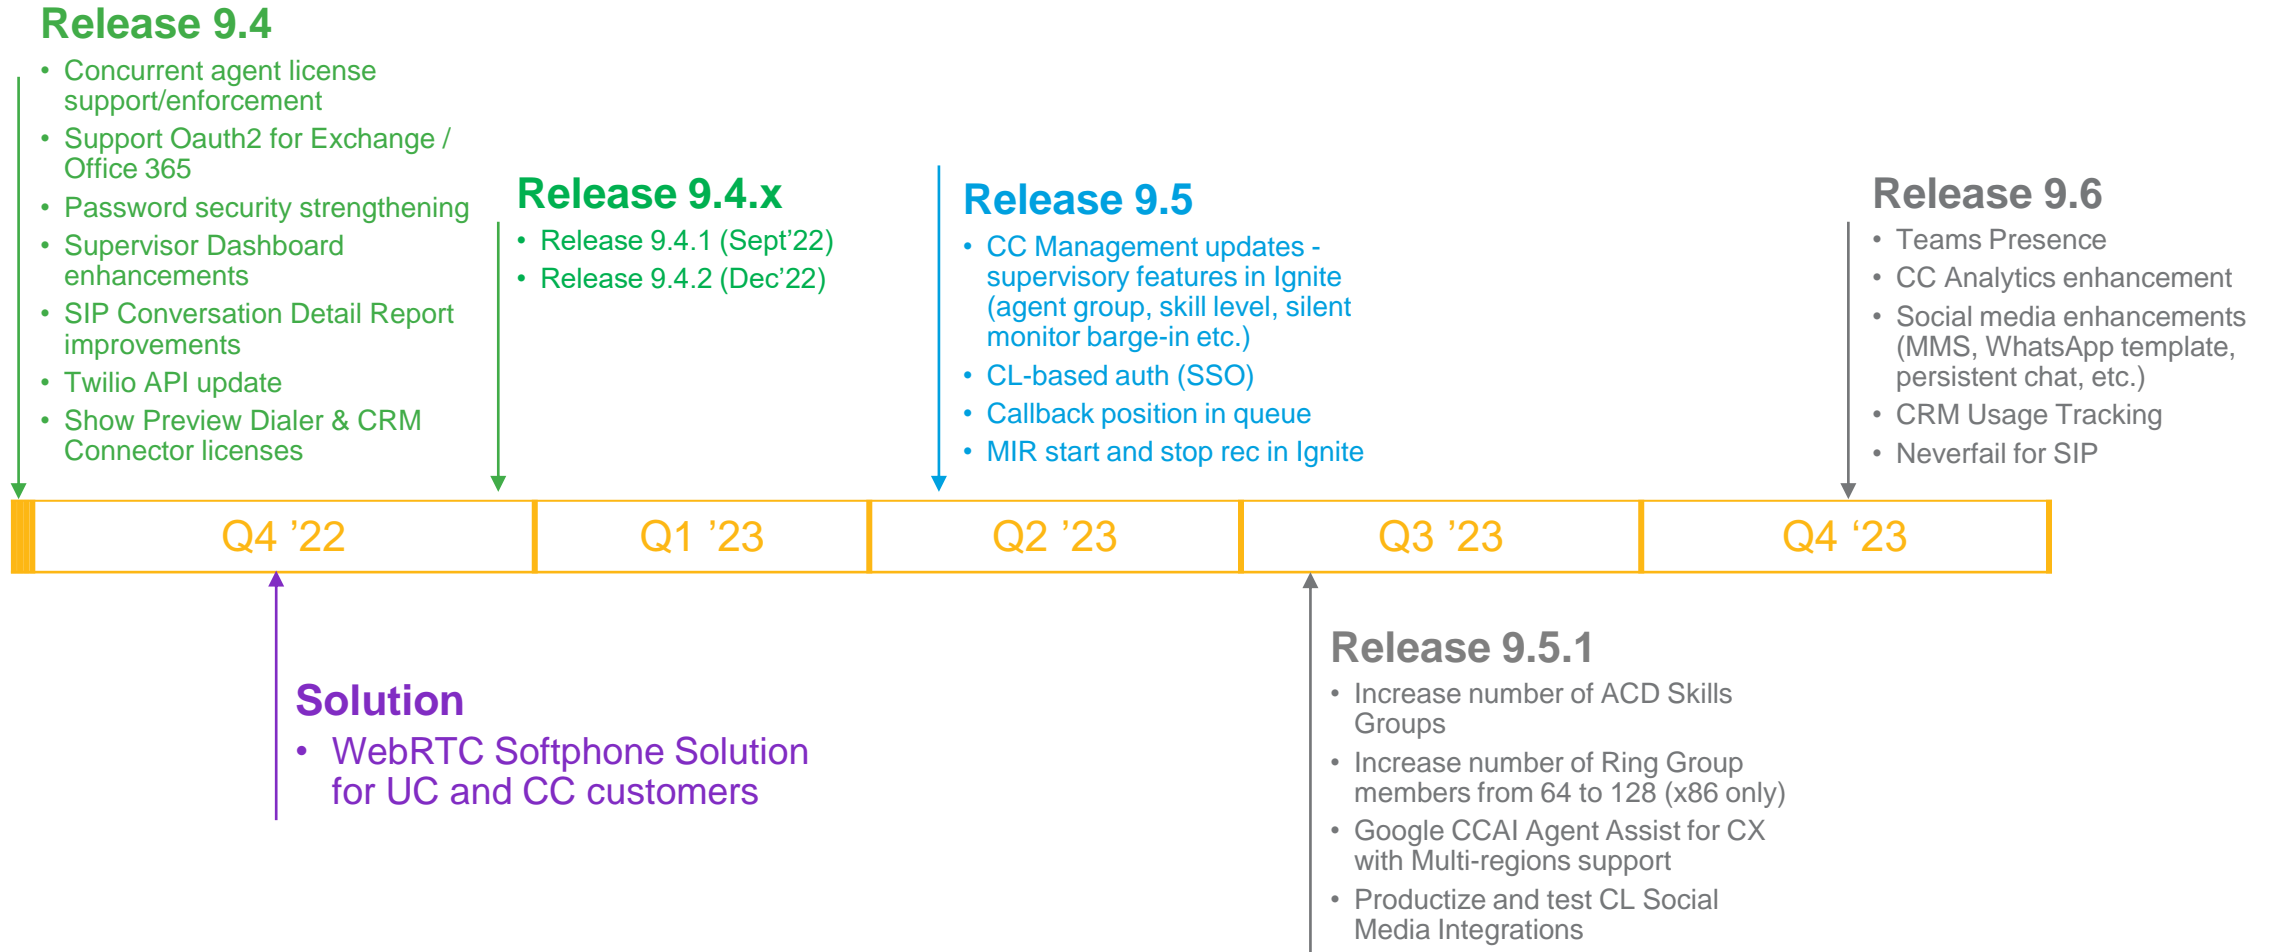 Release 9.4
• Concurrent agent license
support/enforcement
• Support Oauth2 for Exchange /
Office 365
• Password security strengthening
• Supervisor Dashboard
enhancements
• SIP Conversation Detail Report
improvements
• Twilio API update
• Show Preview Dialer & CRM
Connector licenses
Release 9.4.x
• Release 9.4.1 (Sept’22)
• Release 9.4.2 (Dec’22)
Release 9.5
• CC Management updates -
supervisory features in Ignite
(agent group, skill level, silent
monitor barge-in etc.)
• CL-based auth (SSO)
• Callback position in queue
• MIR start and stop rec in Ignite
Release 9.6
• Teams Presence
• CC Analytics enhancement
• Social media enhancements
(MMS, WhatsApp template,
persistent chat, etc.)
• CRM Usage Tracking
• Neverfail for SIP
Q4 ’22
Q1 ’23
Q2 ’23
Q3 ’23
Q4 ‘23
Solution
• WebRTC Softphone Solution
for UC and CC customers
Release 9.5.1
• Increase number of ACD Skills
Groups
• Increase number of Ring Group
members from 64 to 128 (x86 only)
• Google CCAI Agent Assist for CX
with Multi-regions support
• Productize and test CL Social
Media Integrations